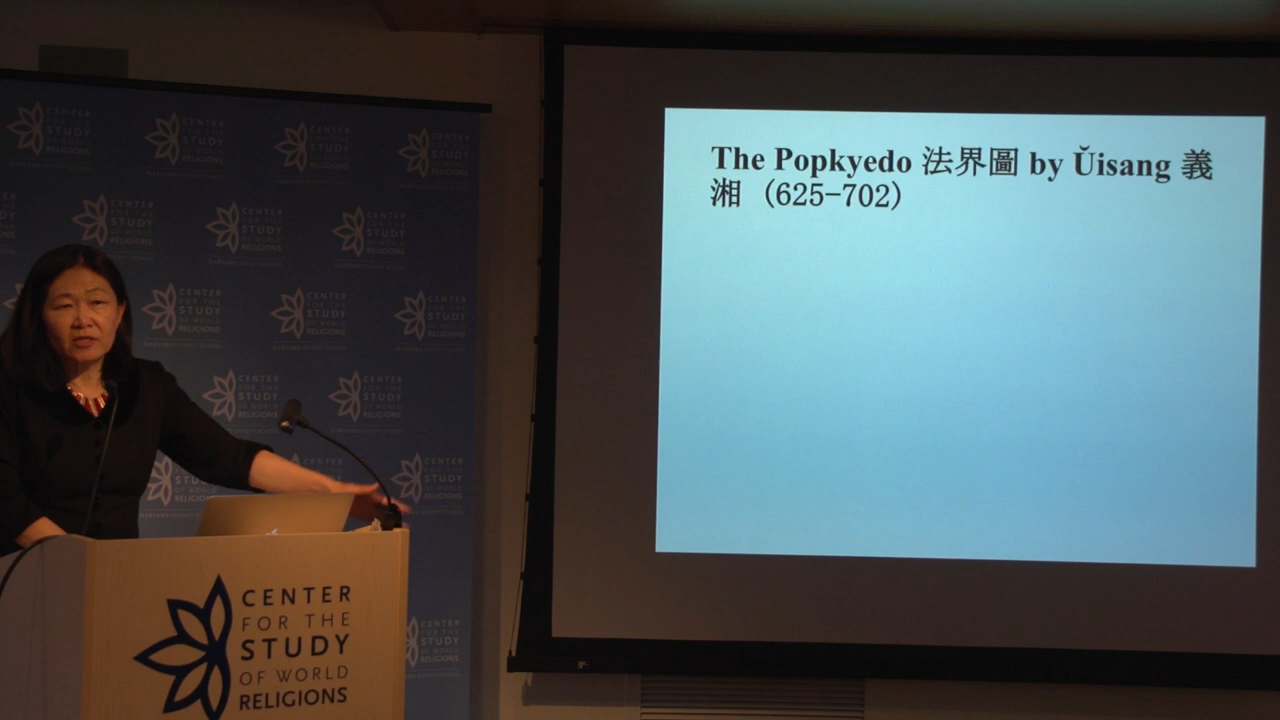 The Popkyedo 法界圖 by Ŭisang 義
湘 (625-702)
CENTER
FOR THE
STUDY
OF WORLD
RELIGIONS